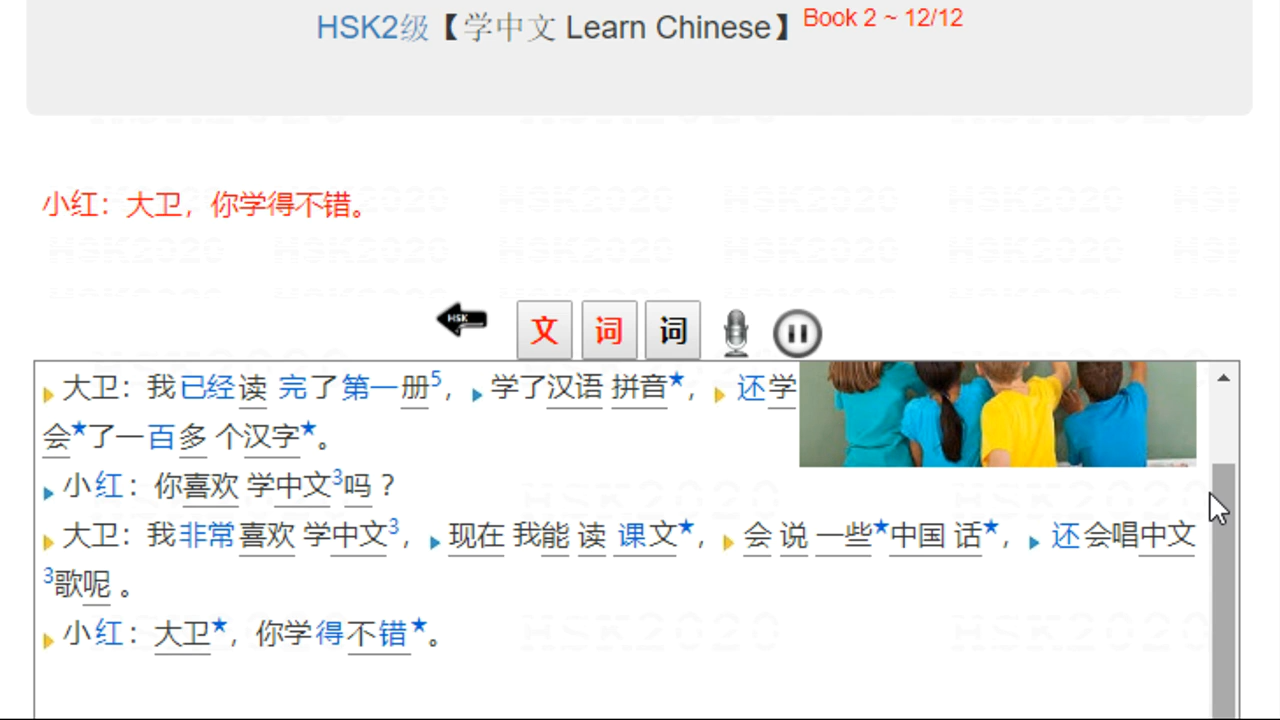 HSK2级【学中文 Learn Chinese】Book 2 ~ 12/12
小红：大卫，你学得不错。
HSK
文 词 词
大卫：我已经读 完了第一册5，学了汉语 拼音★，还学
会★了一百多 个汉字★。
小红：你喜欢 学中文3吗？
大卫：我非常喜欢 学中文3，现在 我能 读 课文★，会 说 一些★中国 话★，还会唱中文
3歌呢 。
小红：大卫★，你学得不错★。
HSK2020